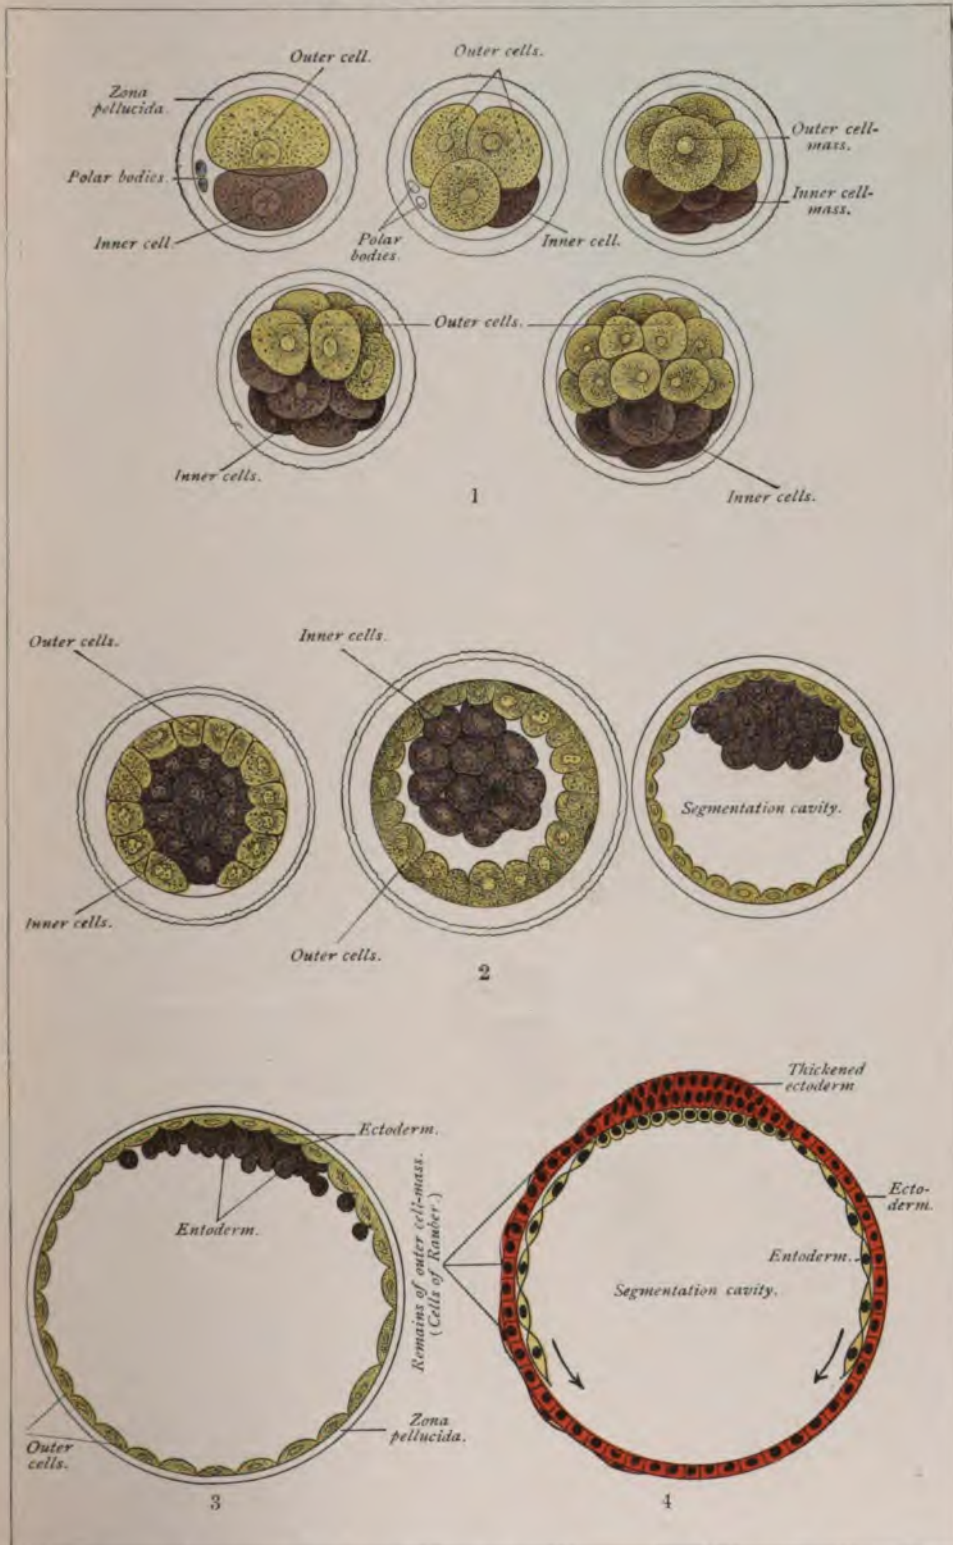 Outer cell.
Outer cells.
Zona
pellucida
Polar bodies.
Inner cell.
Polar
bodies.
Inner cell.
Outer cell-
mass.
Inner cell-
mass.
Outer cells.
Inner cells.
Inner cells.
1
Outer cells.
Inner cells.
Inner cells.
Outer cells.
Segmentation cavity.
2
Ectoderm.
Entoderm.
Outer
cells.
Zona
pellucida.
3
Remains of outer cell-mass.
(Cells of Rauber.)
Thickened
ectoderm
Ecto-
derm.
Entoderm.
Segmentation cavity.
4